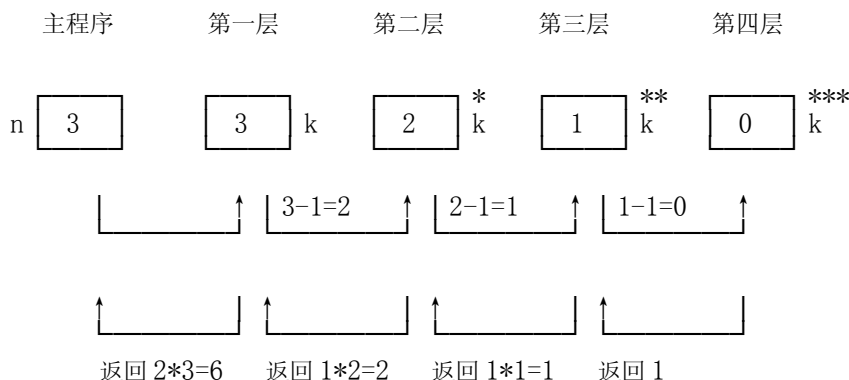 主程序 第一层 第二层 第三层 第四层
* ** ***
n 3 3 k 2 k 1 k 0 k
3-1=2 2-1=1 1-1=0
返回 2*3=6 返回 1*2=2 返回 1*1=1 返回 1